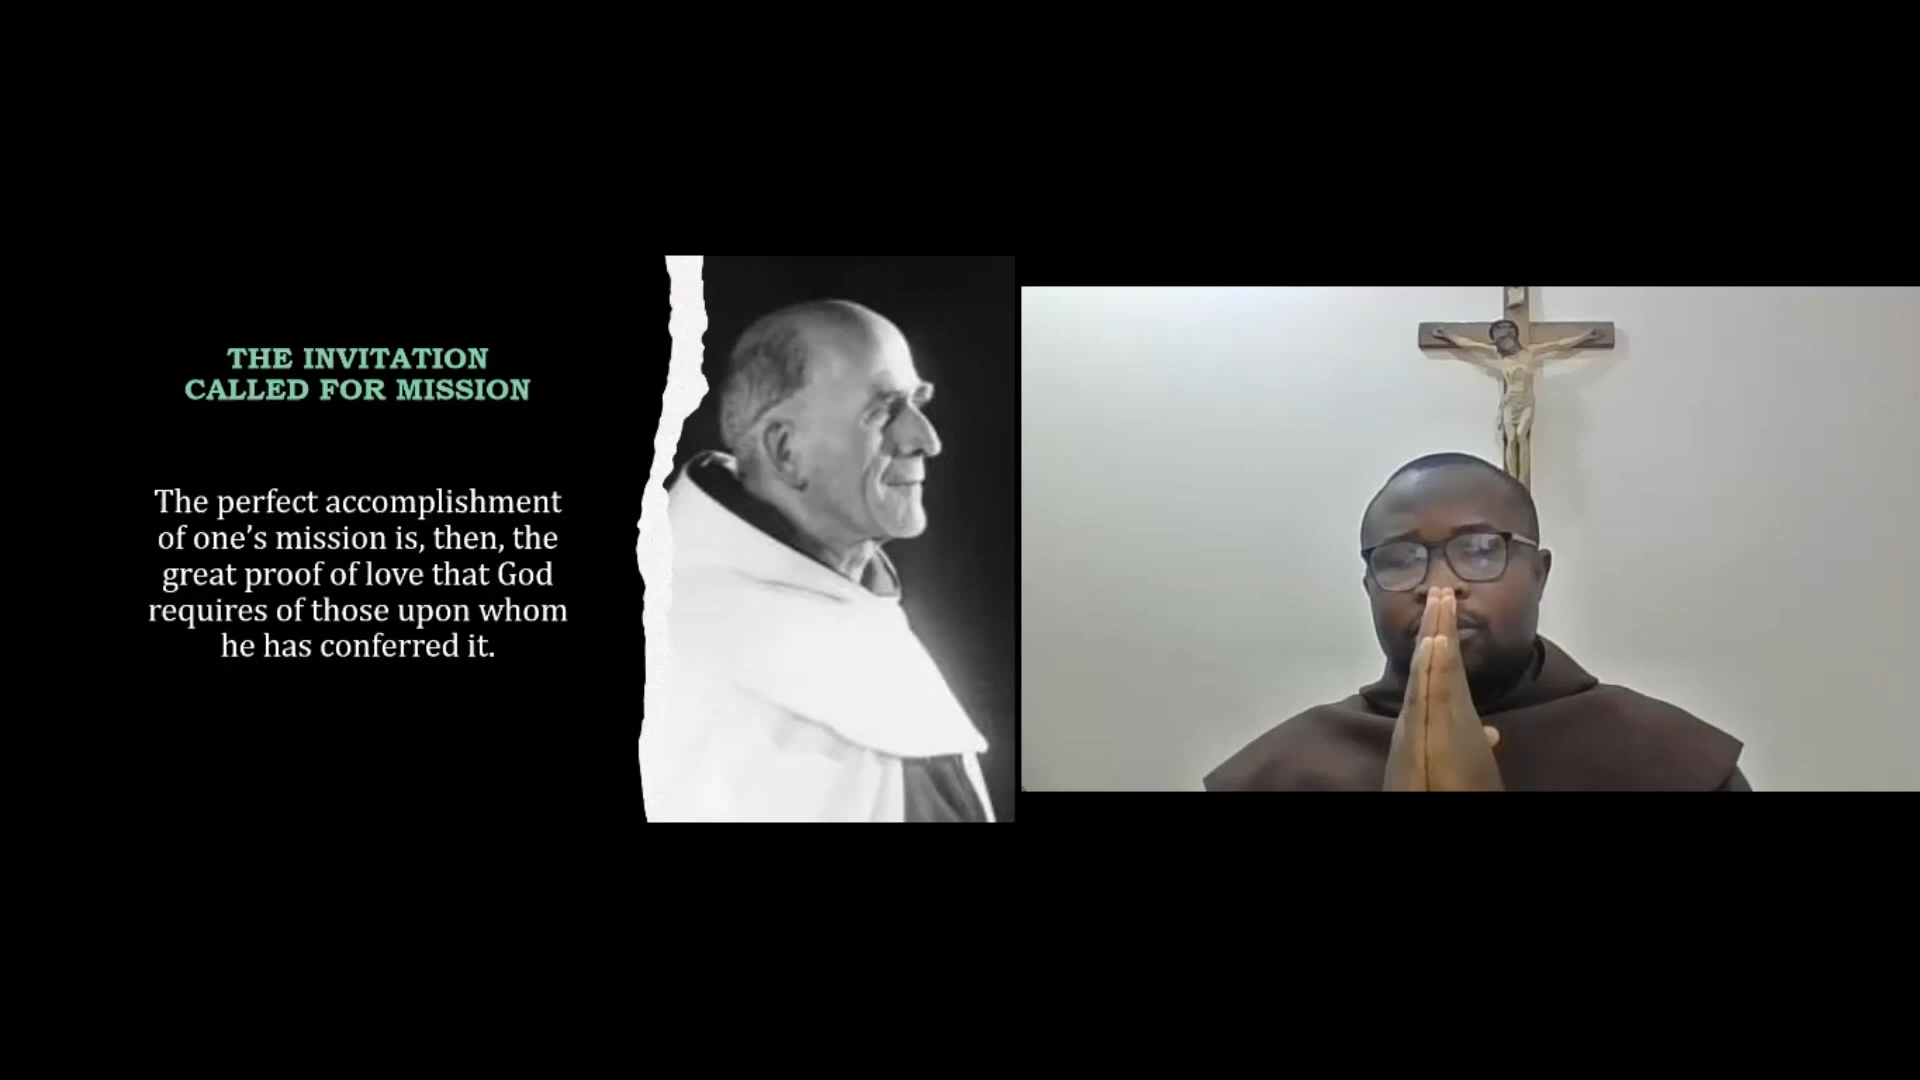 THE INVITATION
CALLED FOR MISSION
The perfect accomplishment
of one’s mission is, then, the
great proof of love that God
requires of those upon whom
he has conferred it.